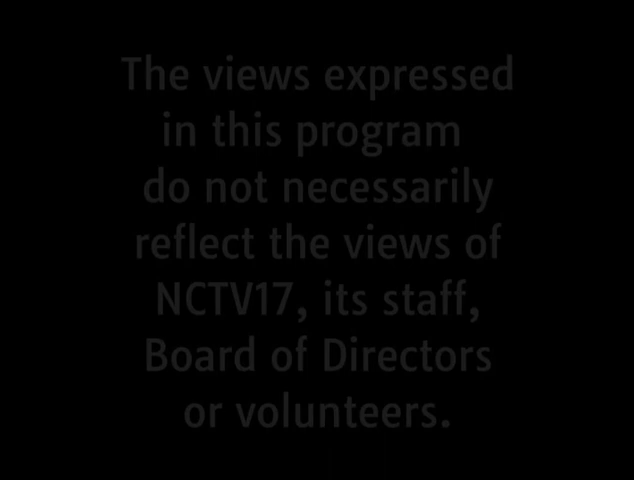 The views expressed
in this program
do not necessarily
reflect the views of
NCTV17, its staff,
Board of Directors
or volunteers.